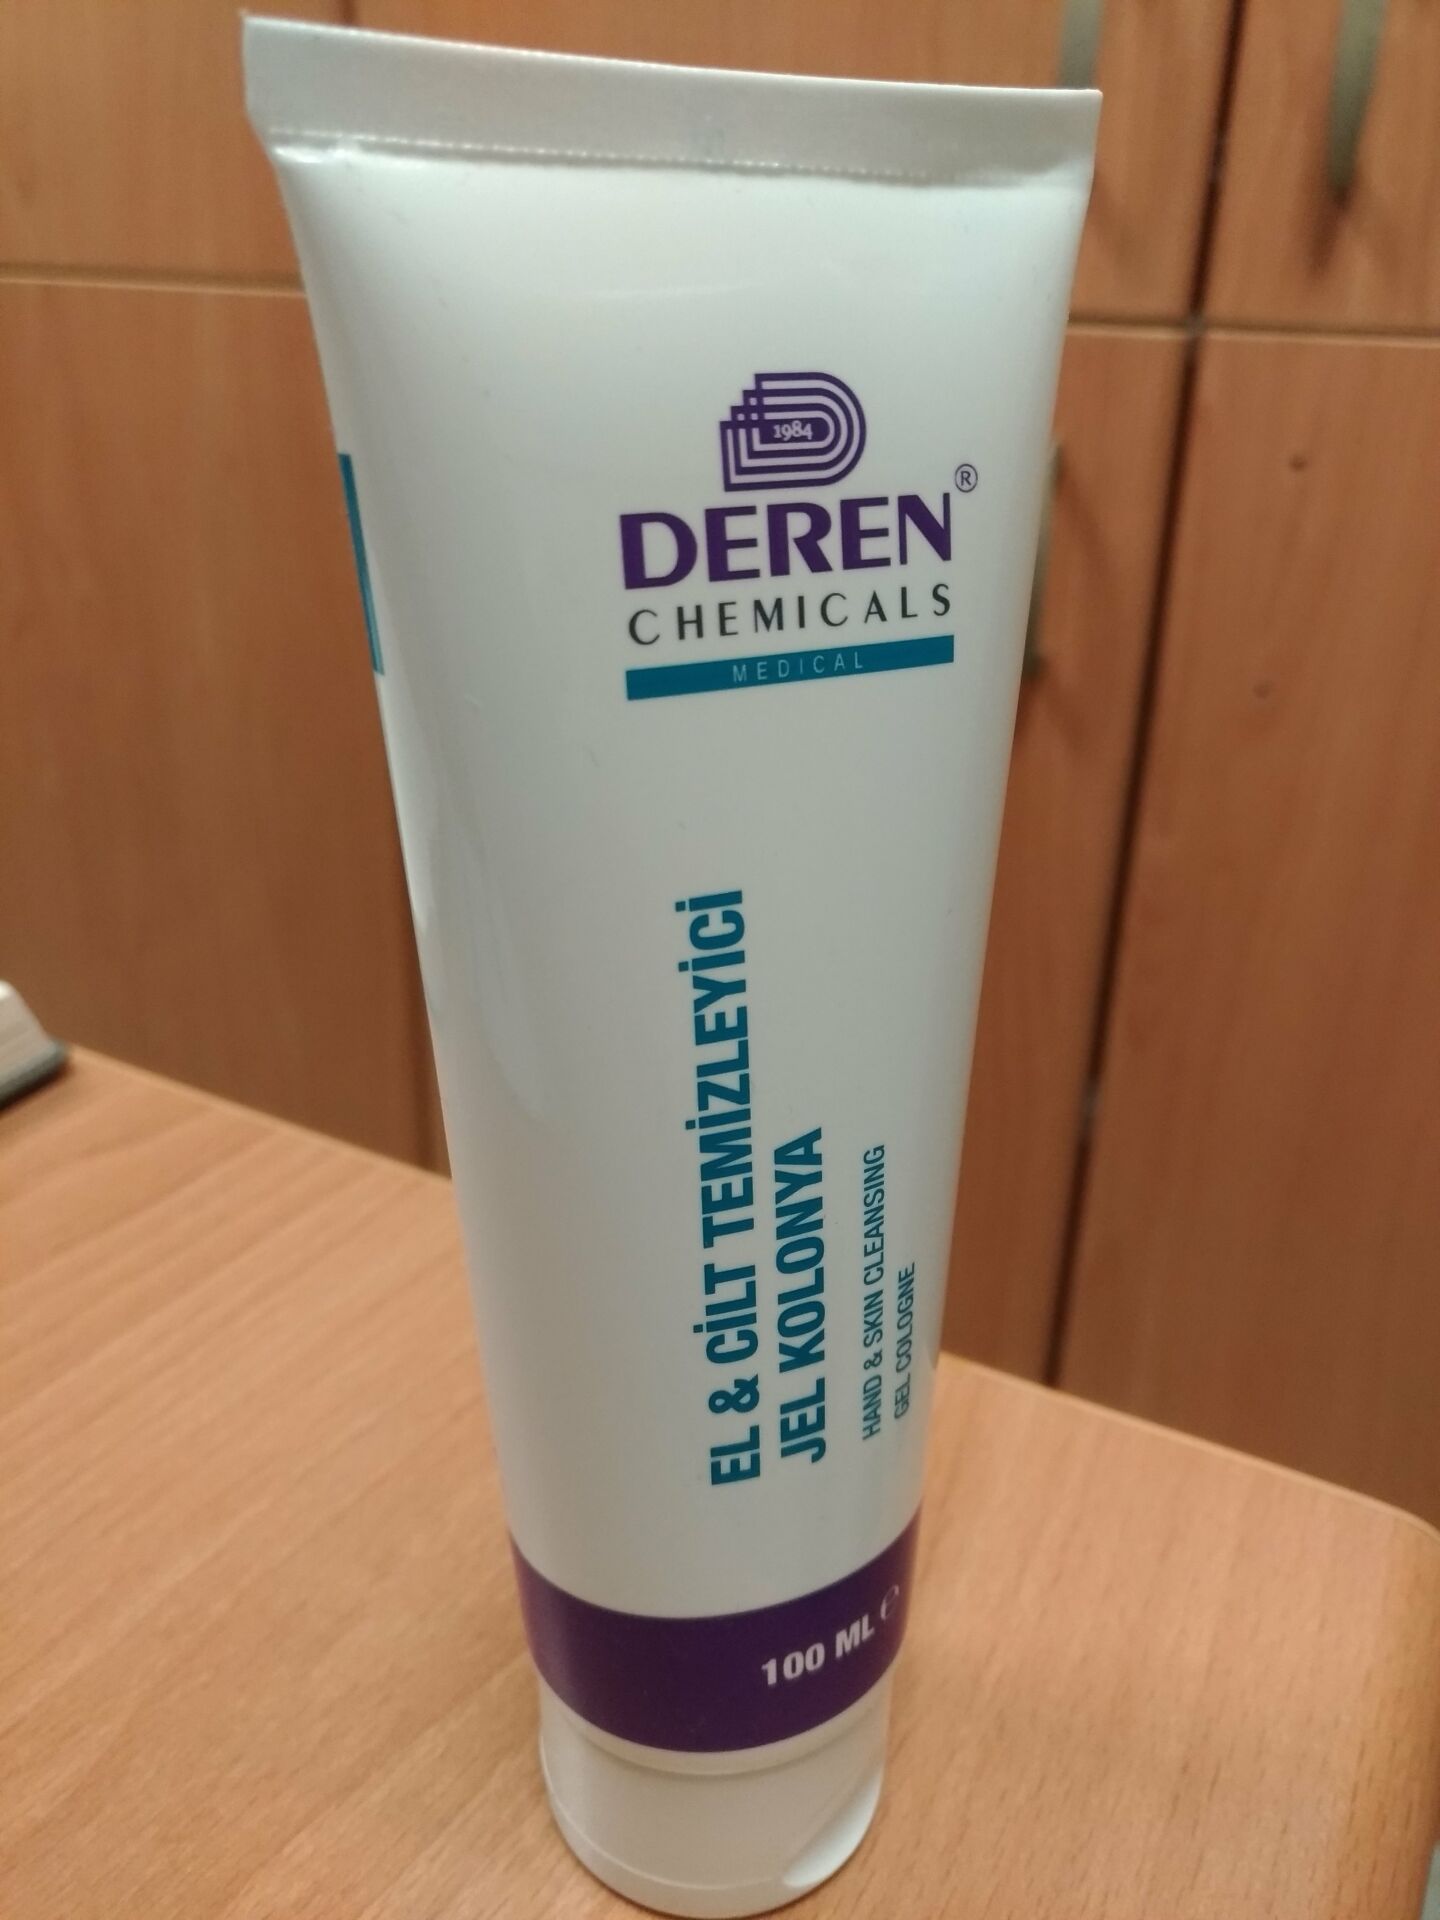 1984
DEREN®
CHEMICALS
MEDICAL
EL & CİLT TEMİZLEYİCİ
JEL KOLONYA
HAND & SKIN CLEANSING
GEL COLOGNE
100 ML ℮